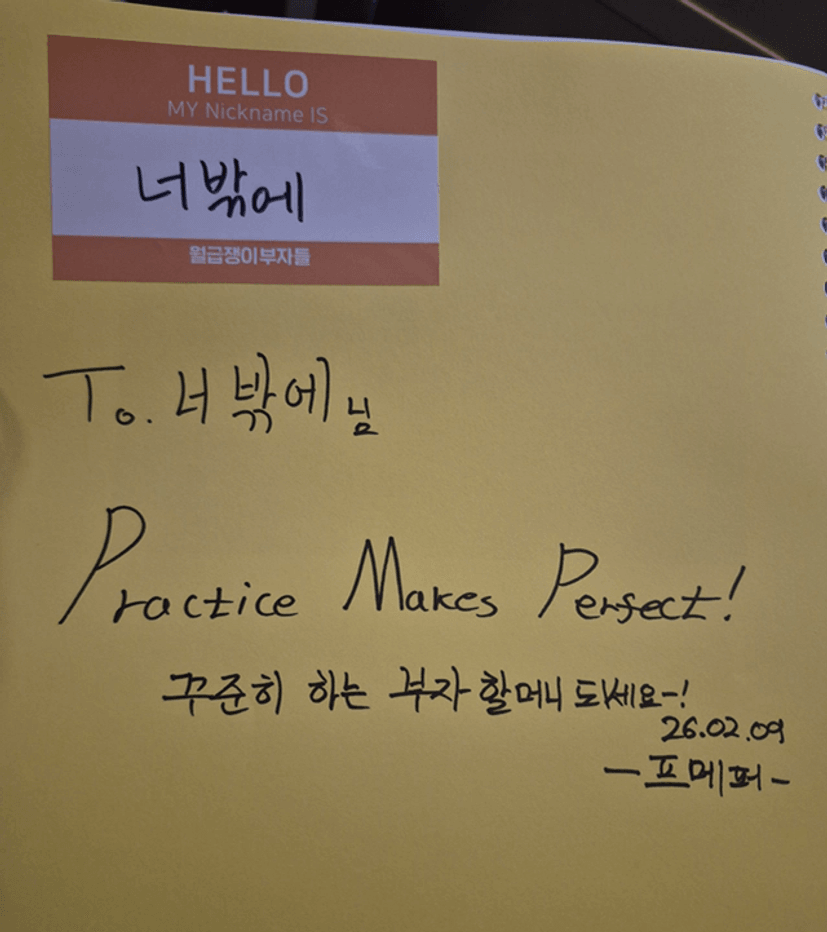 HELLO
MY Nickname IS
너밖에
월급쟁이부자들
To. 너밖에님
Practice Makes Perfect!
꾸준히 하는 부자할머니 되세요~!
26.02.09
- 프메퍼 -